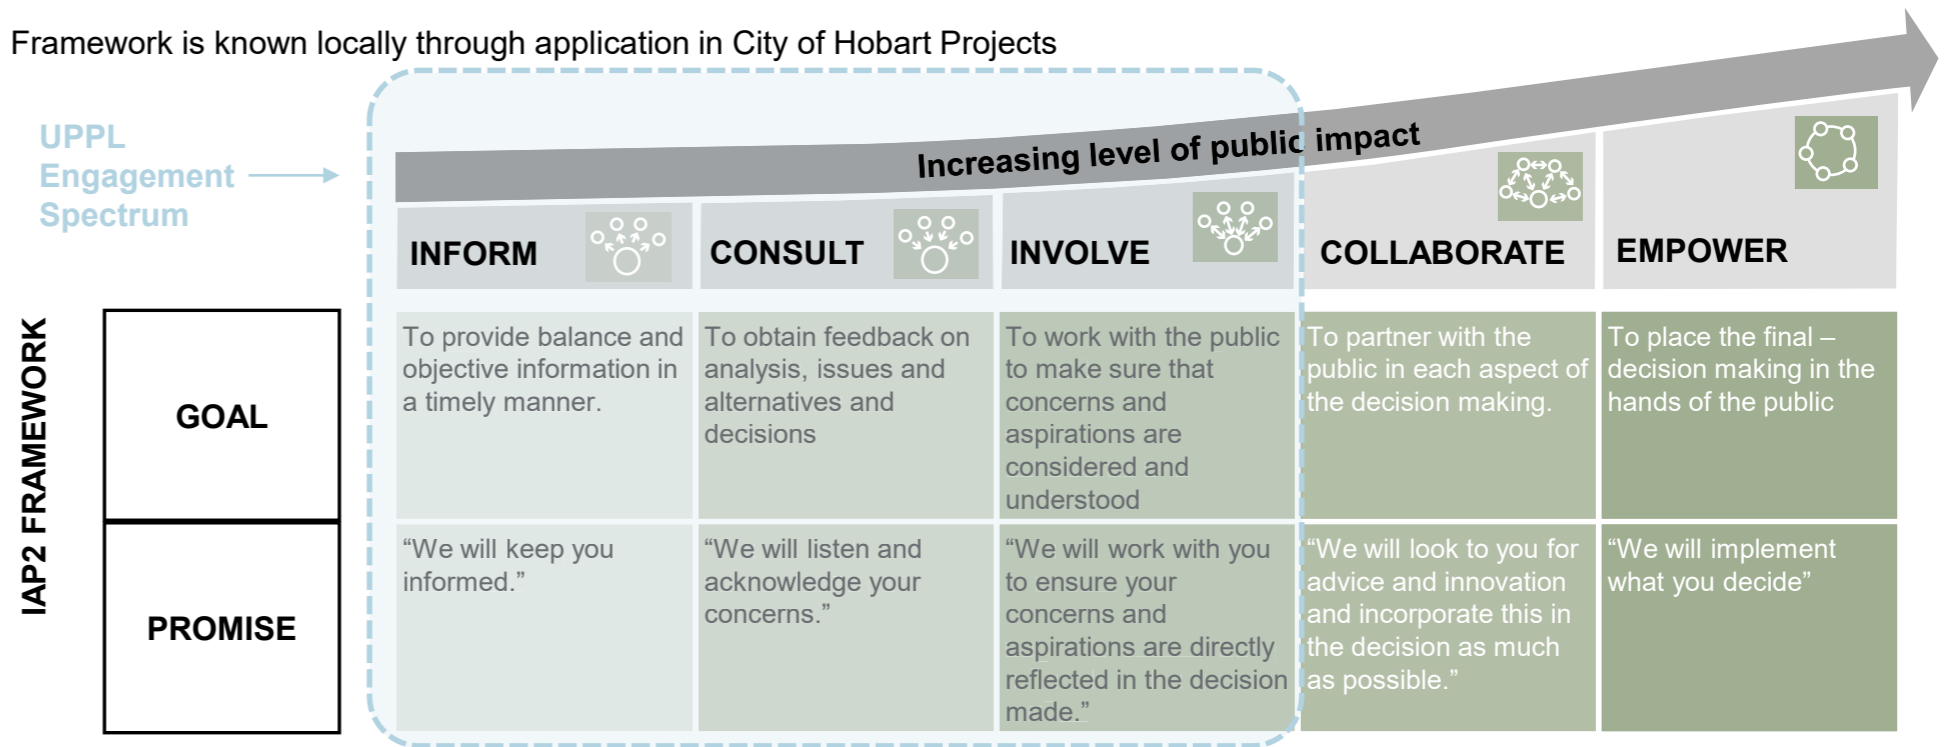 Framework is known locally through application in City of Hobart Projects
UPPL
Engagement
Spectrum
Increasing level of public impact
INFORM
CONSULT
INVOLVE
COLLABORATE
EMPOWER
IAP2 FRAMEWORK
GOAL
To provide balance and
objective information in
a timely manner.
To obtain feedback on
analysis, issues and
alternatives and
decisions
To work with the public
to make sure that
concerns and
aspirations are
considered and
understood
To partner with the
public in each aspect of
the decision making.
To place the final –
decision making in the
hands of the public
PROMISE
“We will keep you
informed.”
“We will listen and
acknowledge your
concerns.”
“We will work with you
to ensure your
concerns and
aspirations are directly
reflected in the decision
made.”
“We will look to you for
advice and innovation
and incorporate this in
the decision as much
as possible.”
“We will implement
what you decide”